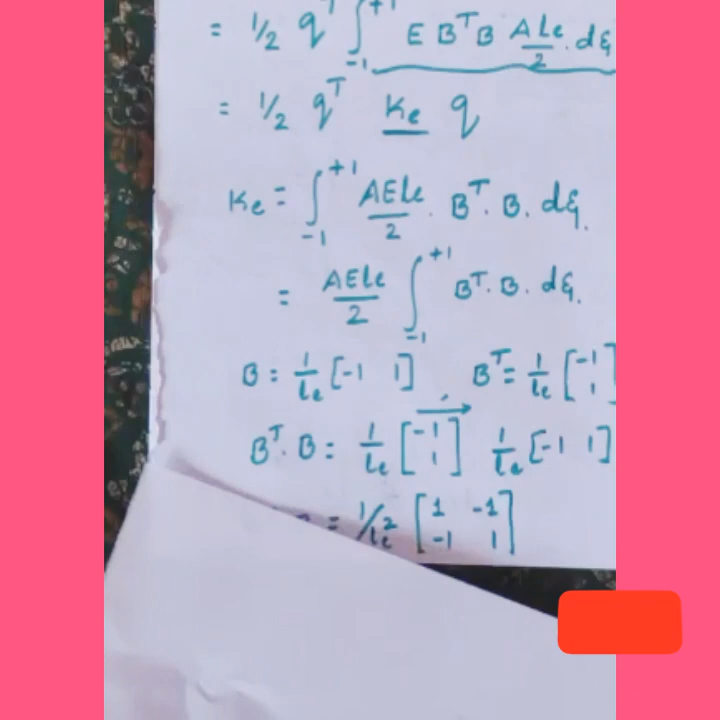 = 1/2 qᵀ ∫₋₁⁺¹ E BᵀB ALe/2 . dξ
= 1/2 qᵀ Ke q
Ke = ∫₋₁⁺¹ AELe/2 . Bᵀ. B. dξ.
= AELe/2 ∫₋₁⁺¹ Bᵀ. B. dξ.
B = 1/Le [-1 1] Bᵀ = 1/Le [-1 1]
Bᵀ. B = 1/Le [-1 1] 1/Le [-1 1]
= 1/Le² [1 -1 -1 1]